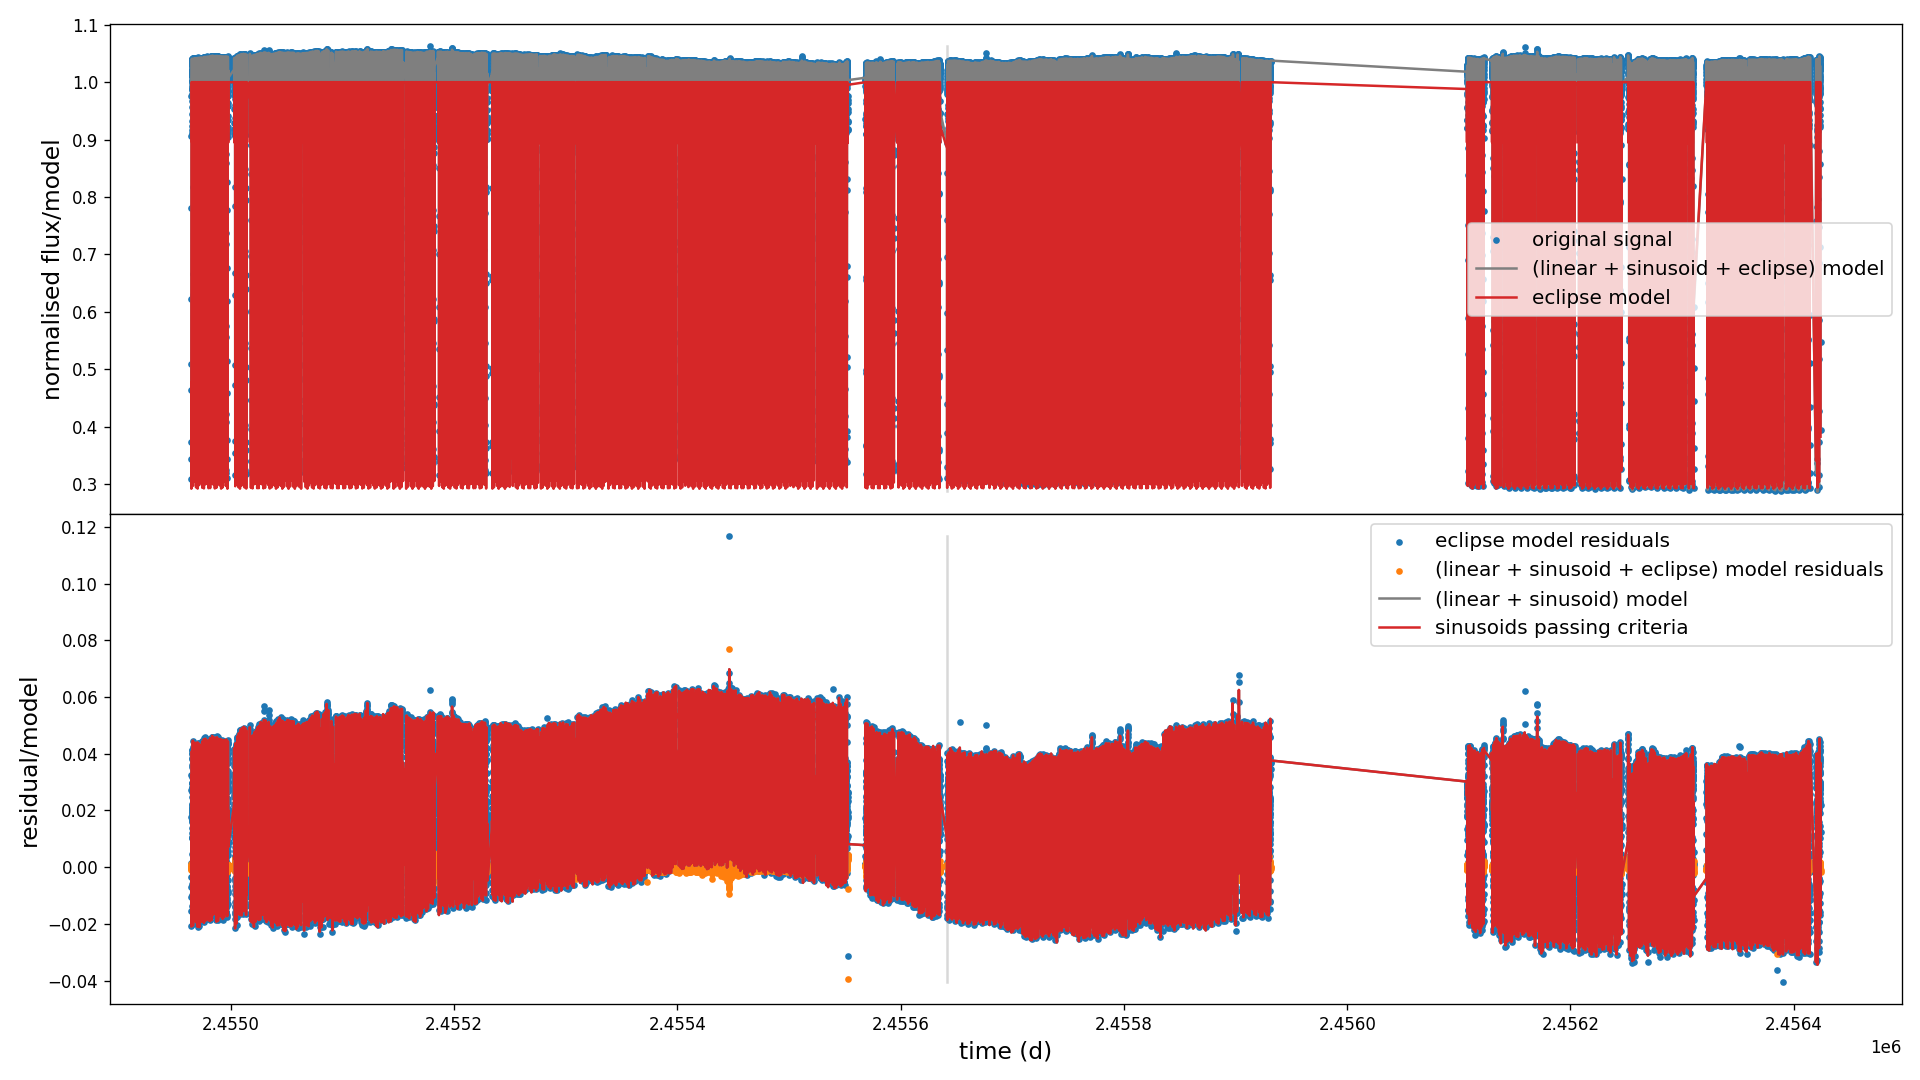 1.1
1.0
0.9
0.8
0.7
0.6
0.5
0.4
0.3
normalised flux/model
original signal
(linear + sinusoid + eclipse) model
eclipse model
0.12
0.10
0.08
0.06
0.04
0.02
0.00
−0.02
−0.04
residual/model
eclipse model residuals
(linear + sinusoid + eclipse) model residuals
(linear + sinusoid) model
sinusoids passing criteria
2.4550 2.4552 2.4554 2.4556 2.4558 2.4560 2.4562 2.4564
time (d)
1e6